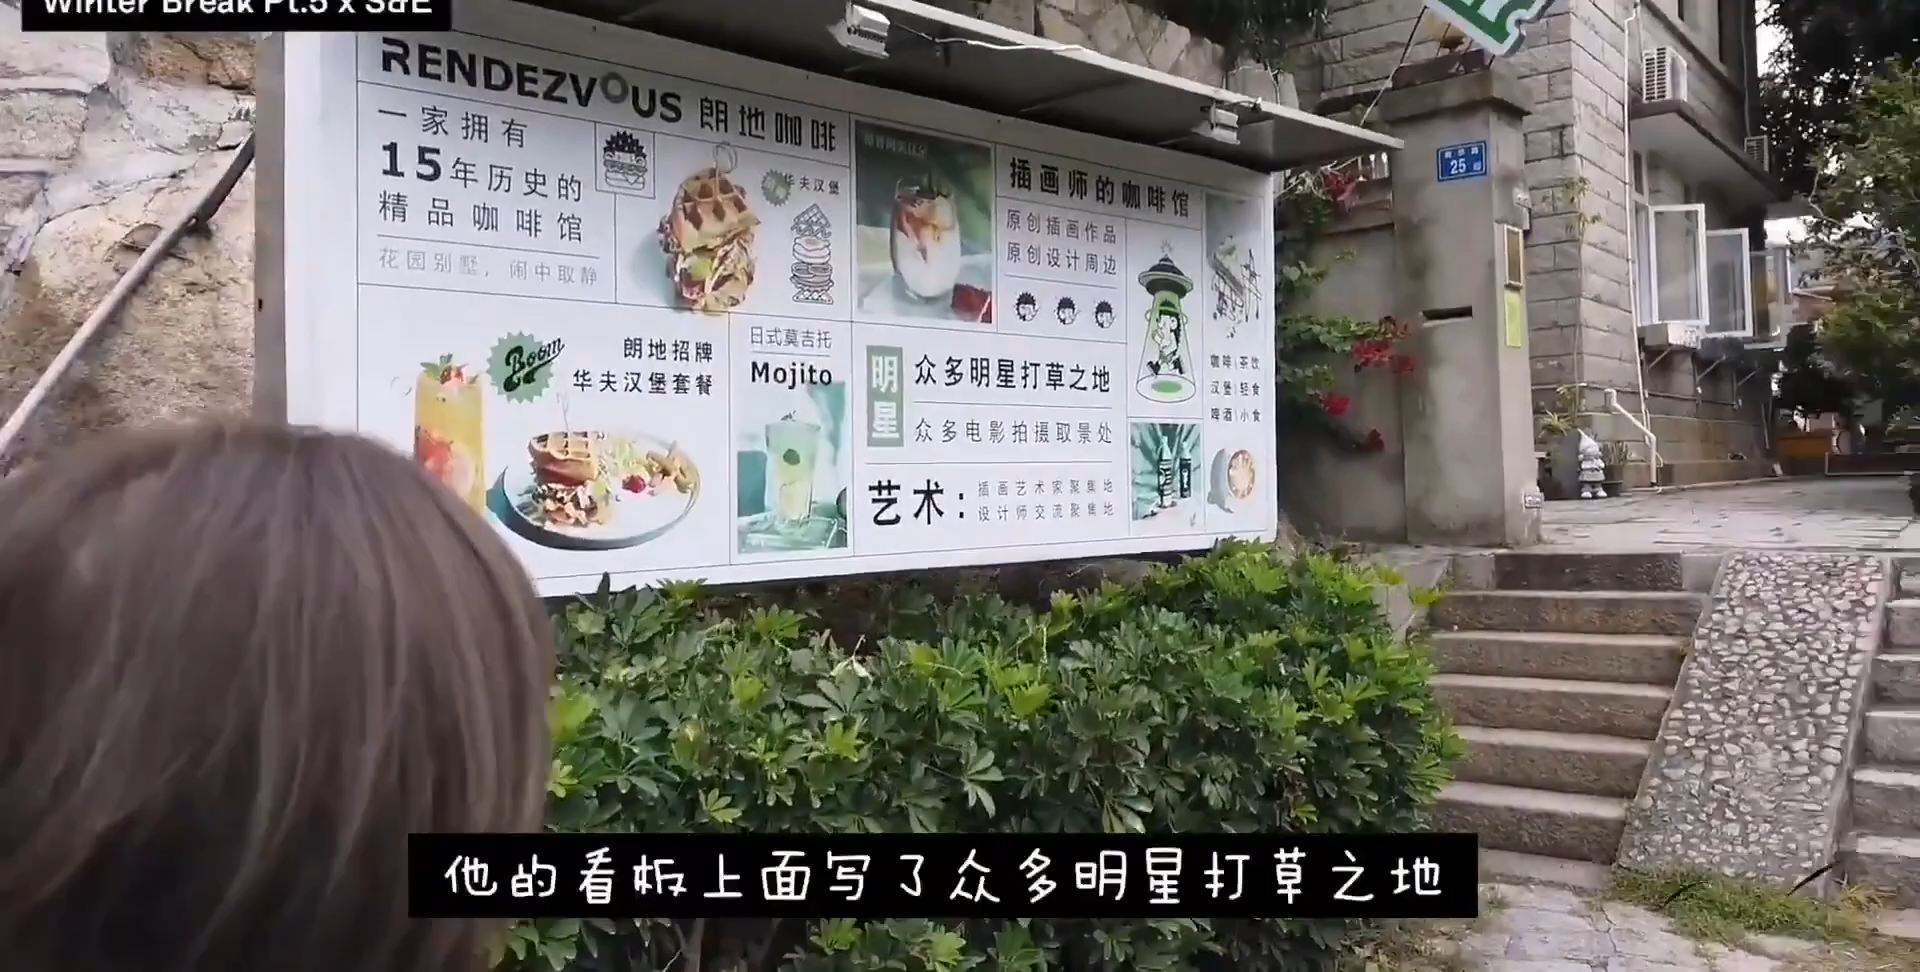 Winter Break Pt.5 x S&E
RENDEZVOUS 朗地咖啡
一家拥有
15年历史的
精品咖啡馆
花园别墅，闹中取静
华夫汉堡
插画师的咖啡馆
原创插画作品
原创设计周边
Boom
朗地招牌
华夫汉堡套餐
日式莫吉托
Mojito
明星
众多明星打草之地
众多电影拍摄取景处
艺术：
插画艺术家聚集地
设计师交流聚集地
咖啡|茶饮
汉堡|轻食
啤酒|小食
25
他的看板上面写了众多明星打草之地